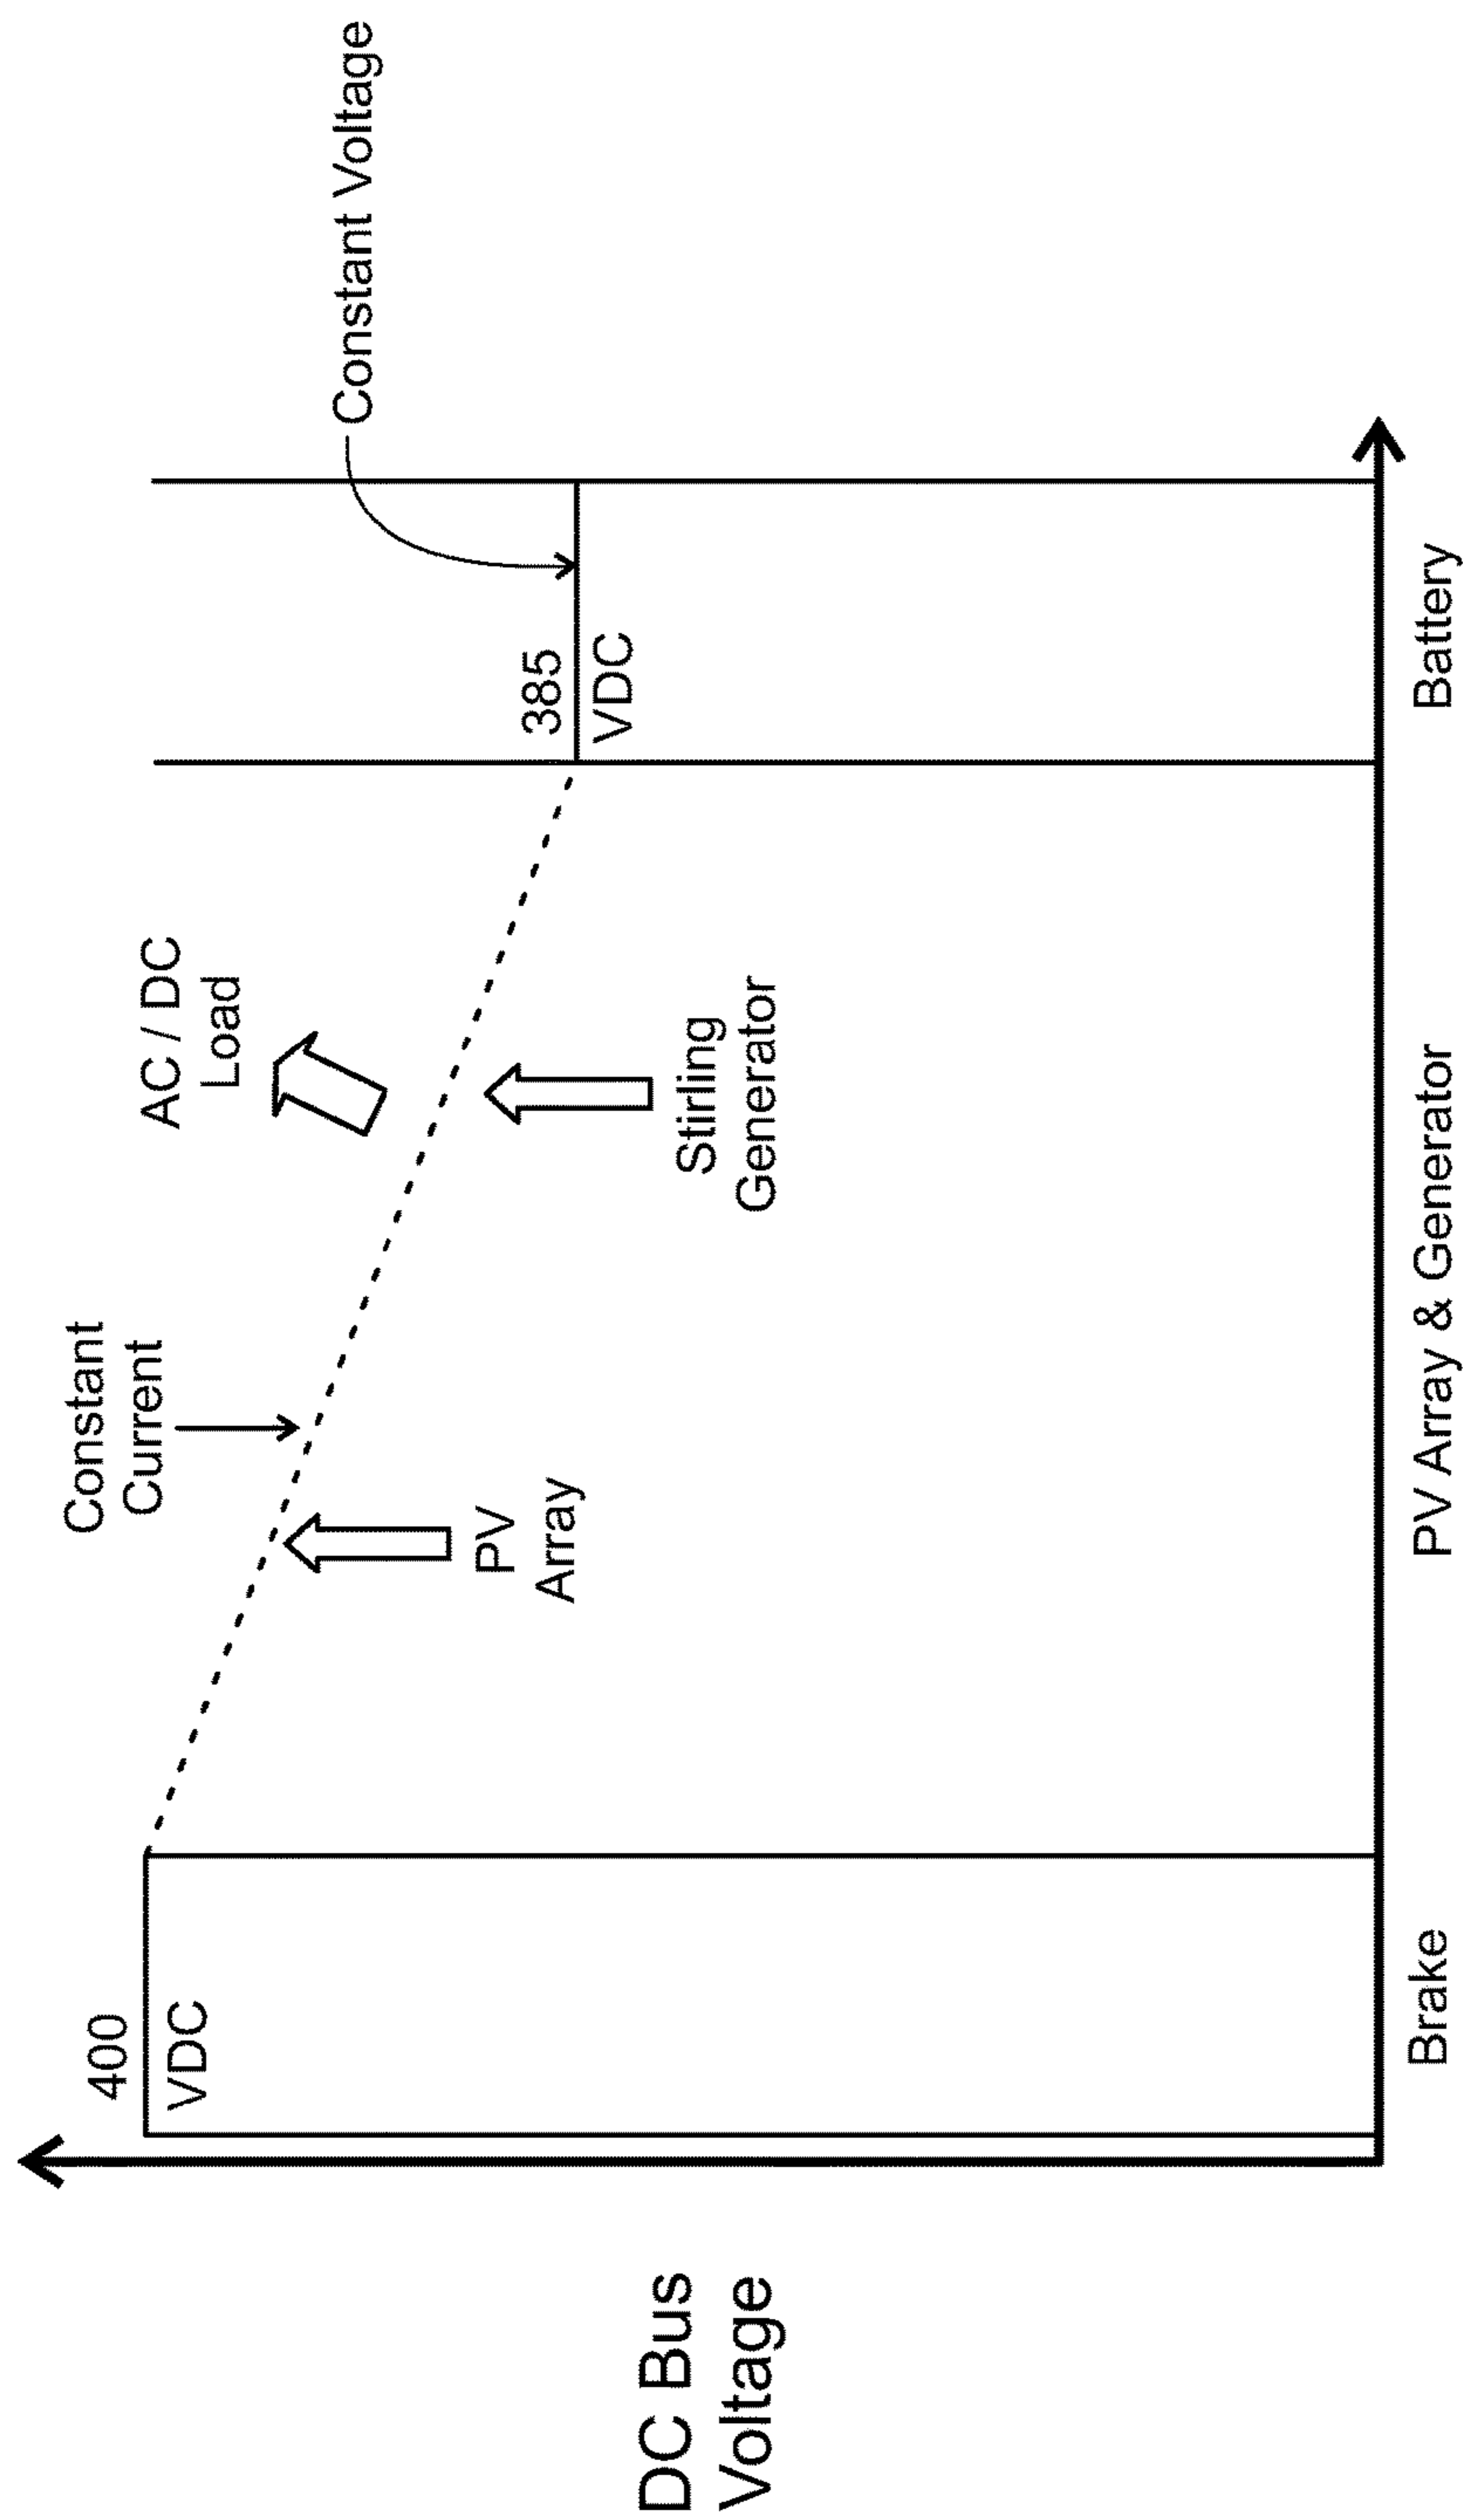 DC Bus
Voltage
400
VDC
Constant
Current
PV
Array
AC / DC
Load
Stirling
Generator
385
VDC
Constant Voltage
Brake
PV Array & Generator
Battery